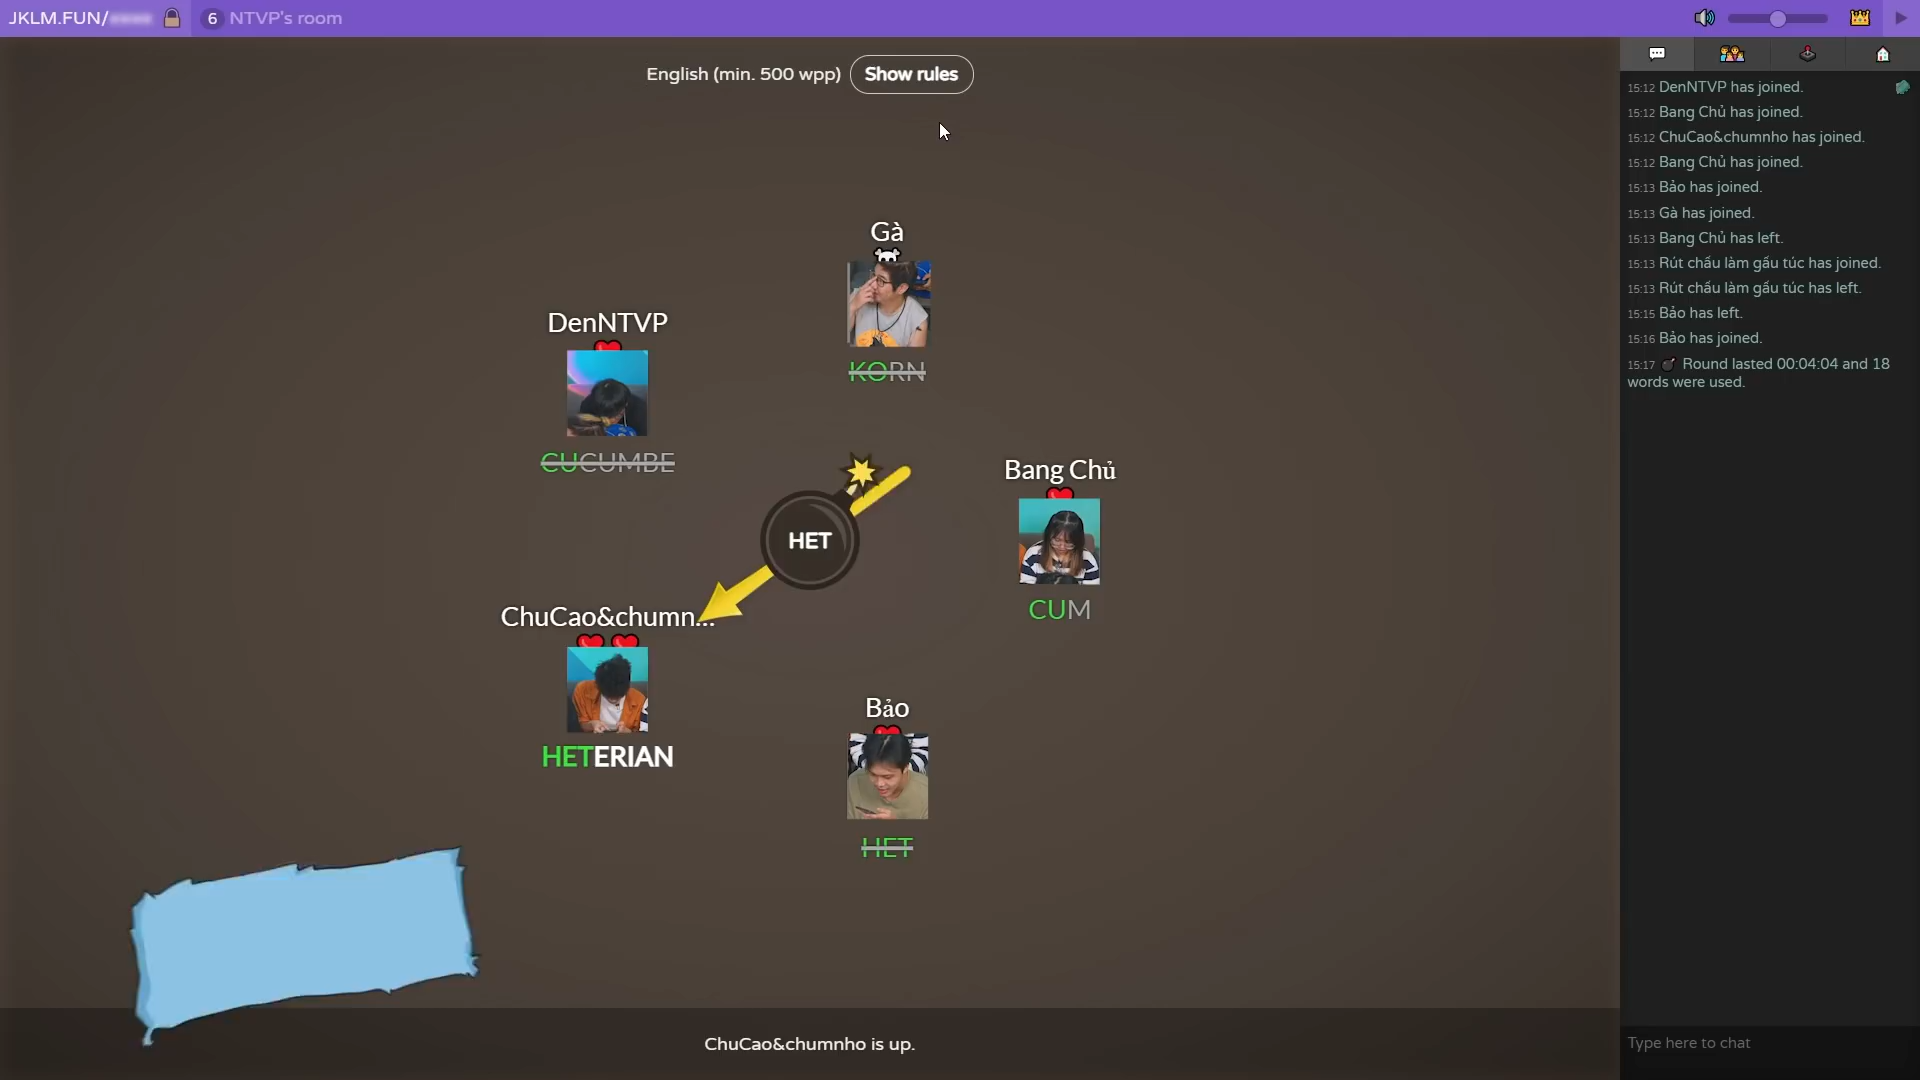 JKLM.FUN/
6 NTVP's room
English (min. 500 wpp) Show rules
Gà
KORN
DenNTVP
CUCUMBE
Bang Chủ
CUM
HET
ChuCao&chumn...
HETERIAN
Bảo
HET
ChuCao&chumnho is up.
15:12 DenNTVP has joined.
15:12 Bang Chủ has joined.
15:12 ChuCao&chumnho has joined.
15:12 Bang Chủ has joined.
15:13 Bảo has joined.
15:13 Gà has joined.
15:13 Bang Chủ has left.
15:13 Rút chấu làm gấu túc has joined.
15:13 Rút chấu làm gấu túc has left.
15:15 Bảo has left.
15:16 Bảo has joined.
15:17 Round lasted 00:04:04 and 18
words were used.
Type here to chat